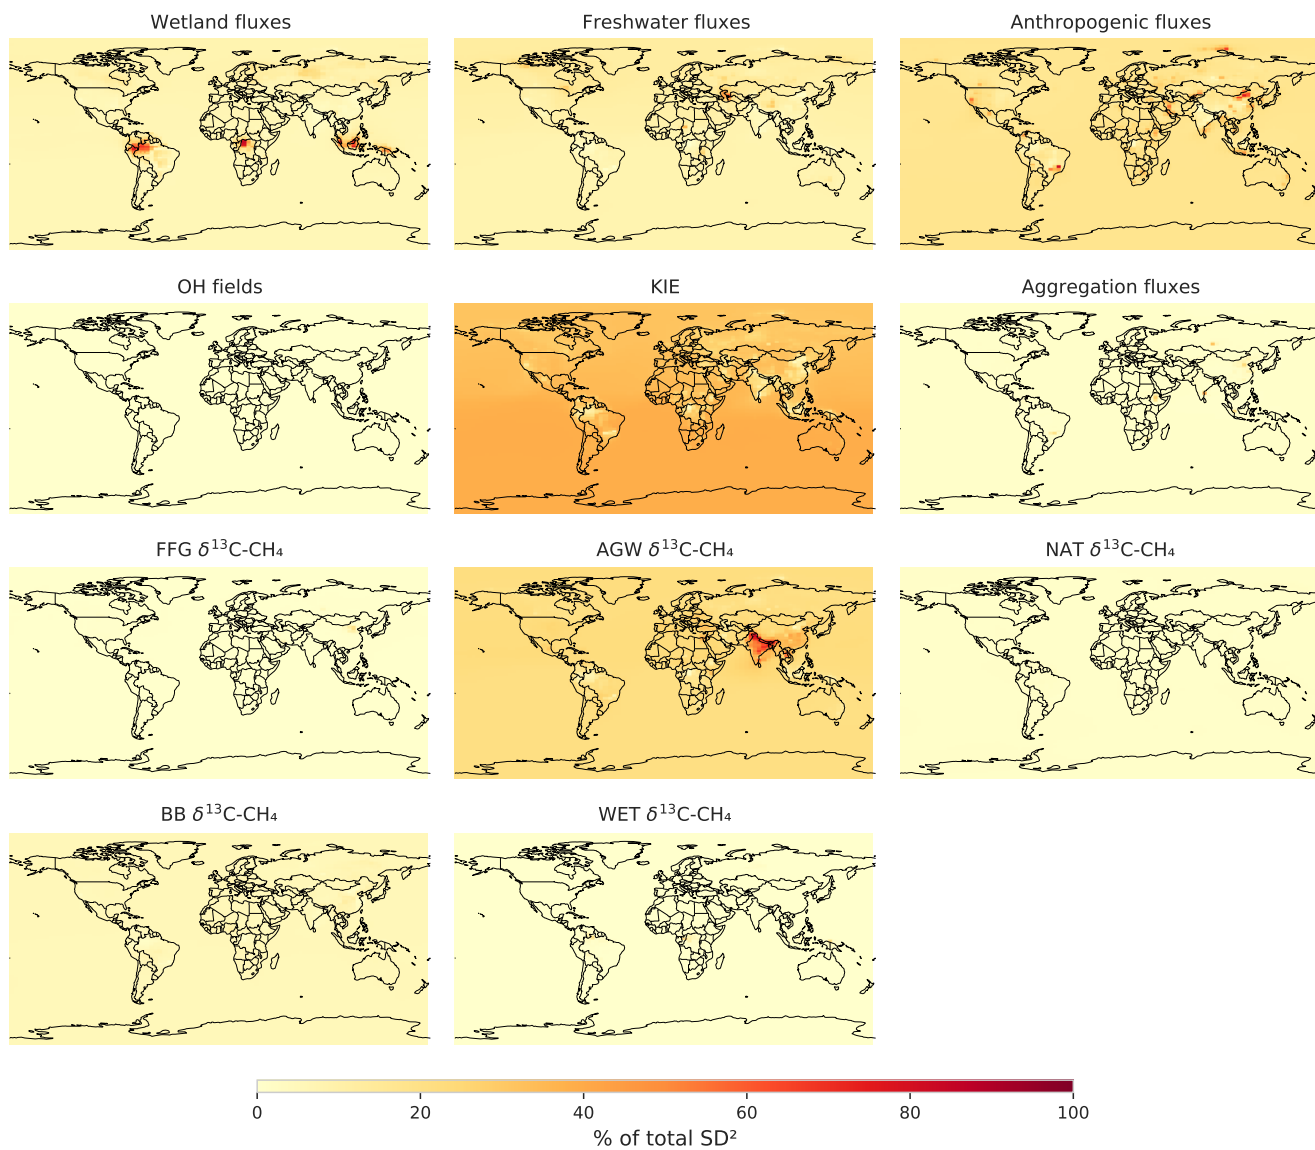 Wetland fluxes
Freshwater fluxes
Anthropogenic fluxes
OH fields
KIE
Aggregation fluxes
FFG δ¹³C-CH₄
AGW δ¹³C-CH₄
NAT δ¹³C-CH₄
BB δ¹³C-CH₄
WET δ¹³C-CH₄
0 20 40 60 80 100
% of total SD²